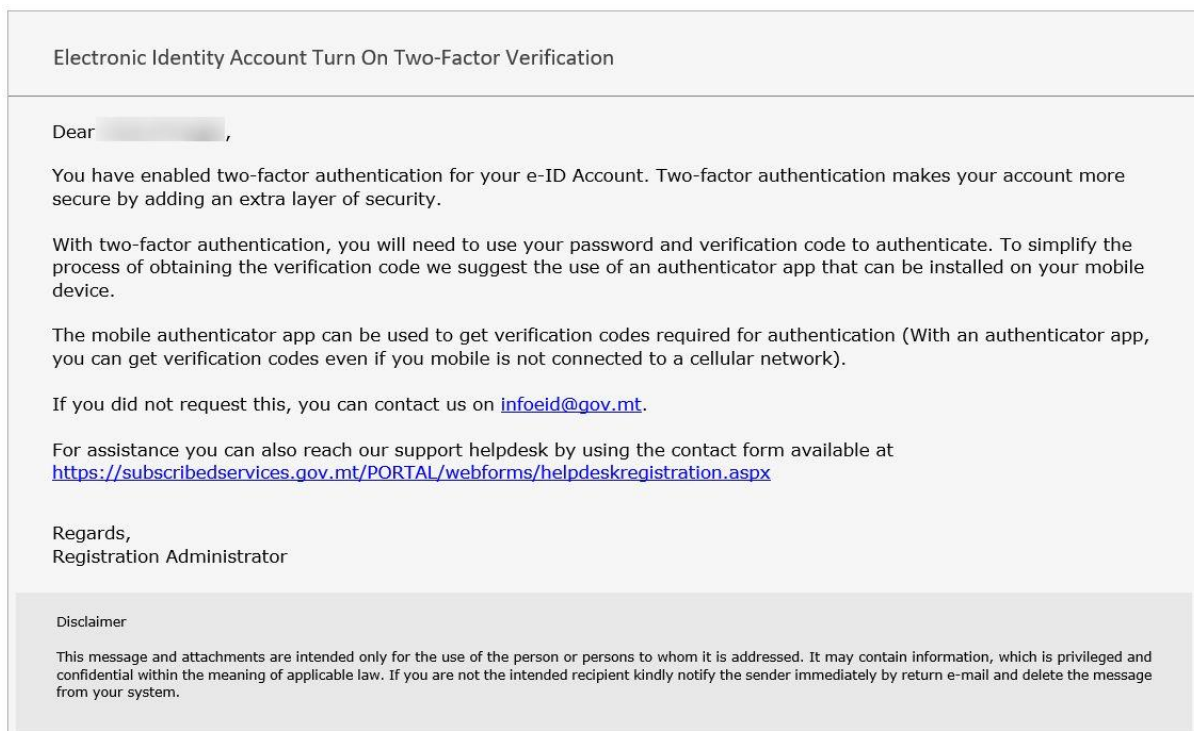 Electronic Identity Account Turn On Two-Factor Verification
Dear ,
You have enabled two-factor authentication for your e-ID Account. Two-factor authentication makes your account more
secure by adding an extra layer of security.
With two-factor authentication, you will need to use your password and verification code to authenticate. To simplify the
process of obtaining the verification code we suggest the use of an authenticator app that can be installed on your mobile
device.
The mobile authenticator app can be used to get verification codes required for authentication (With an authenticator app,
you can get verification codes even if you mobile is not connected to a cellular network).
If you did not request this, you can contact us on infoeid@gov.mt.
For assistance you can also reach our support helpdesk by using the contact form available at
https://subscribedservices.gov.mt/PORTAL/webforms/helpdeskregistration.aspx
Regards,
Registration Administrator
Disclaimer
This message and attachments are intended only for the use of the person or persons to whom it is addressed. It may contain information, which is privileged and
confidential within the meaning of applicable law. If you are not the intended recipient kindly notify the sender immediately by return e-mail and delete the message
from your system.